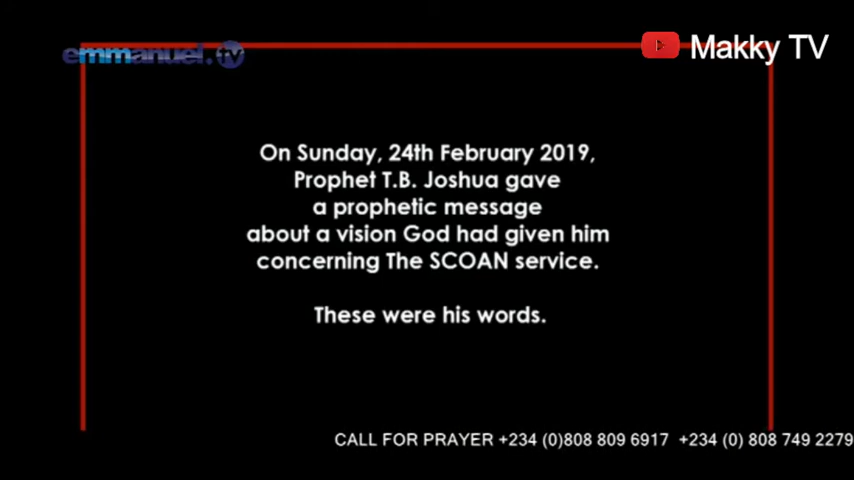 emmanuel.tv
Makky TV
On Sunday, 24th February 2019,
Prophet T.B. Joshua gave
a prophetic message
about a vision God had given him
concerning The SCOAN service.
These were his words.
CALL FOR PRAYER +234 (0)808 809 6917 +234 (0) 808 749 2279